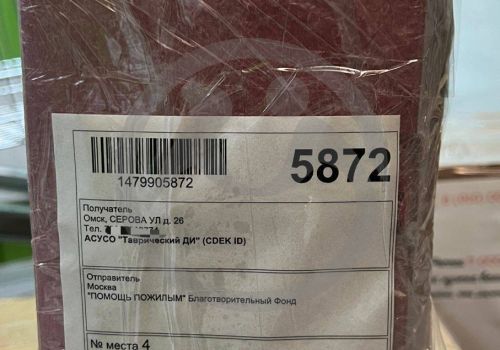 5872
1479905872
Получатель
Омск, СЕРОВА УЛ д. 26
Тел.
АСУСО "Таврический ДИ" (CDEK ID)
Отправитель
Москва
"ПОМОЩЬ ПОЖИЛЫМ" Благотворительный Фонд
№ места 4